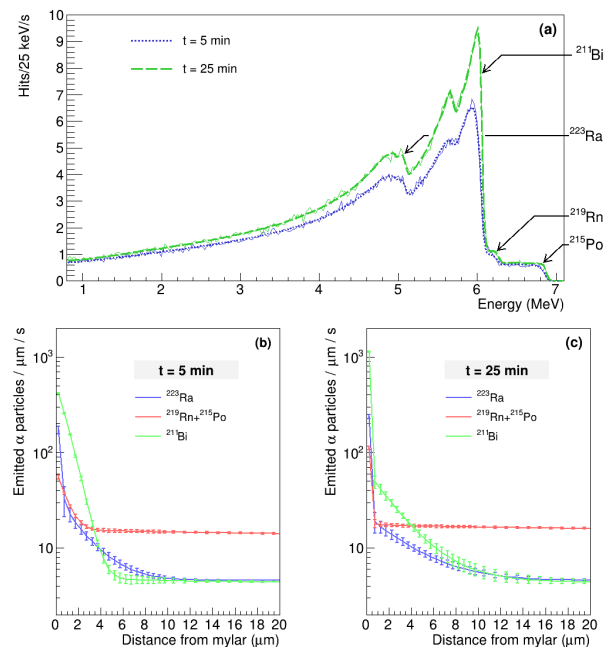 (a)
Hits/25 keV/s
10
9
8
7
6
5
4
3
2
1
0
t = 5 min
t = 25 min
²¹¹Bi
²²³Ra
²¹⁹Rn
²¹⁵Po
1 2 3 4 5 6 7
Energy (MeV)
(b)
Emitted α particles / μm / s
10³
10²
10
t = 5 min
²²³Ra
²¹⁹Rn+²¹⁵Po
²¹¹Bi
0 2 4 6 8 10 12 14 16 18 20
Distance from mylar (μm)
(c)
Emitted α particles / μm / s
10³
10²
10
t = 25 min
²²³Ra
²¹⁹Rn+²¹⁵Po
²¹¹Bi
0 2 4 6 8 10 12 14 16 18 20
Distance from mylar (μm)